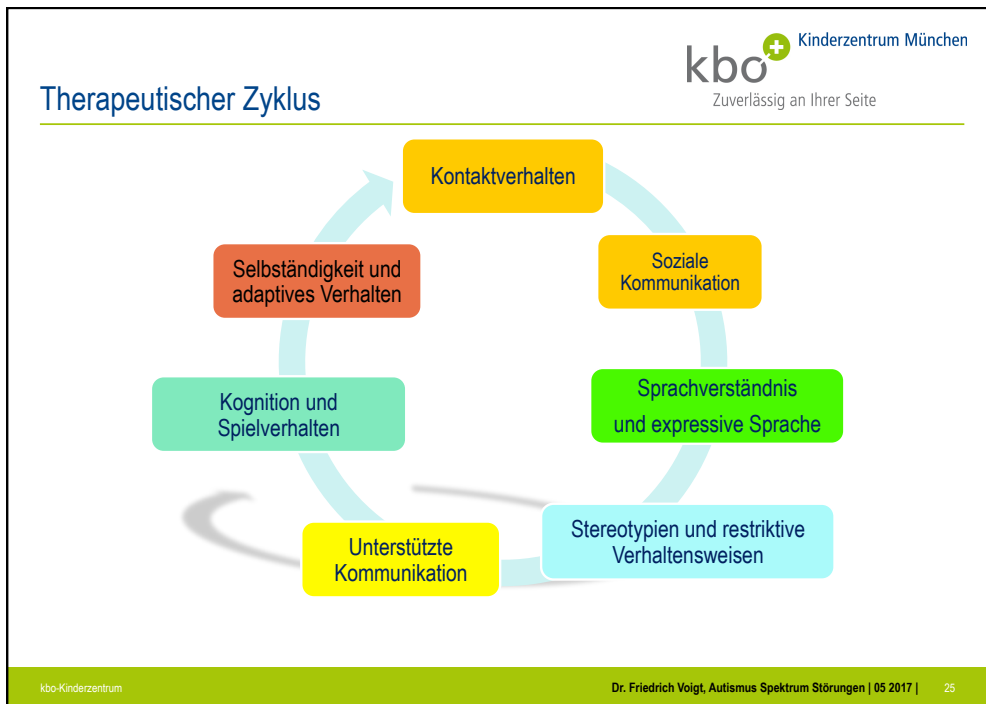 Kinderzentrum München
kbo
Zuverlässig an Ihrer Seite
Therapeutischer Zyklus
Kontaktverhalten
Soziale
Kommunikation
Sprachverständnis
und expressive Sprache
Stereotypien und restriktive
Verhaltensweisen
Unterstützte
Kommunikation
Kognition und
Spielverhalten
Selbständigkeit und
adaptives Verhalten
kbo-Kinderzentrum
Dr. Friedrich Voigt, Autismus Spektrum Störungen | 05 2017 | 25